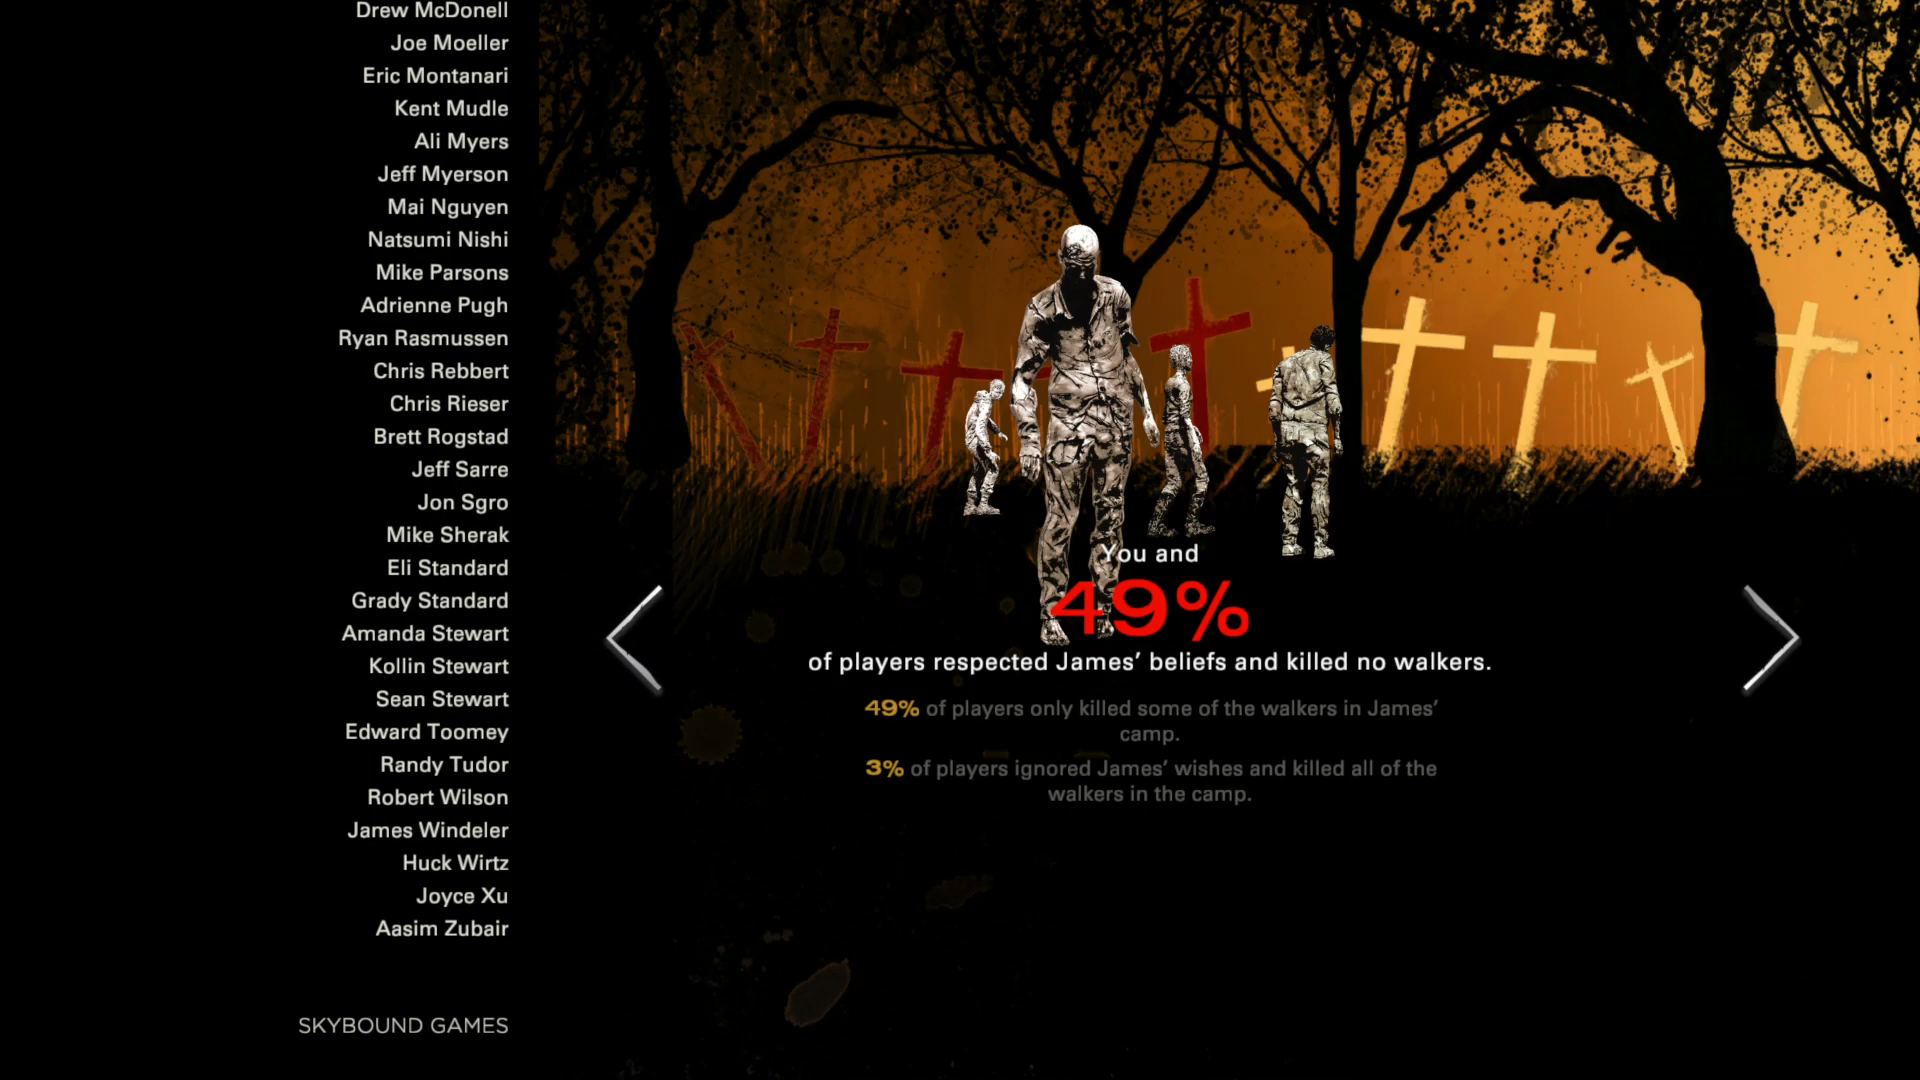 Drew McDonell
Joe Moeller
Eric Montanari
Kent Mudle
Ali Myers
Jeff Myerson
Mai Nguyen
Natsumi Nishi
Mike Parsons
Adrienne Pugh
Ryan Rasmussen
Chris Rebbert
Chris Rieser
Brett Rogstad
Jeff Sarre
Jon Sgro
Mike Sherak
Eli Standard
Grady Standard
Amanda Stewart
Kollin Stewart
Sean Stewart
Edward Toomey
Randy Tudor
Robert Wilson
James Windeler
Huck Wirtz
Joyce Xu
Aasim Zubair
SKYBOUND GAMES
You and
49%
of players respected James’ beliefs and killed no walkers.
49% of players only killed some of the walkers in James’
camp.
3% of players ignored James’ wishes and killed all of the
walkers in the camp.